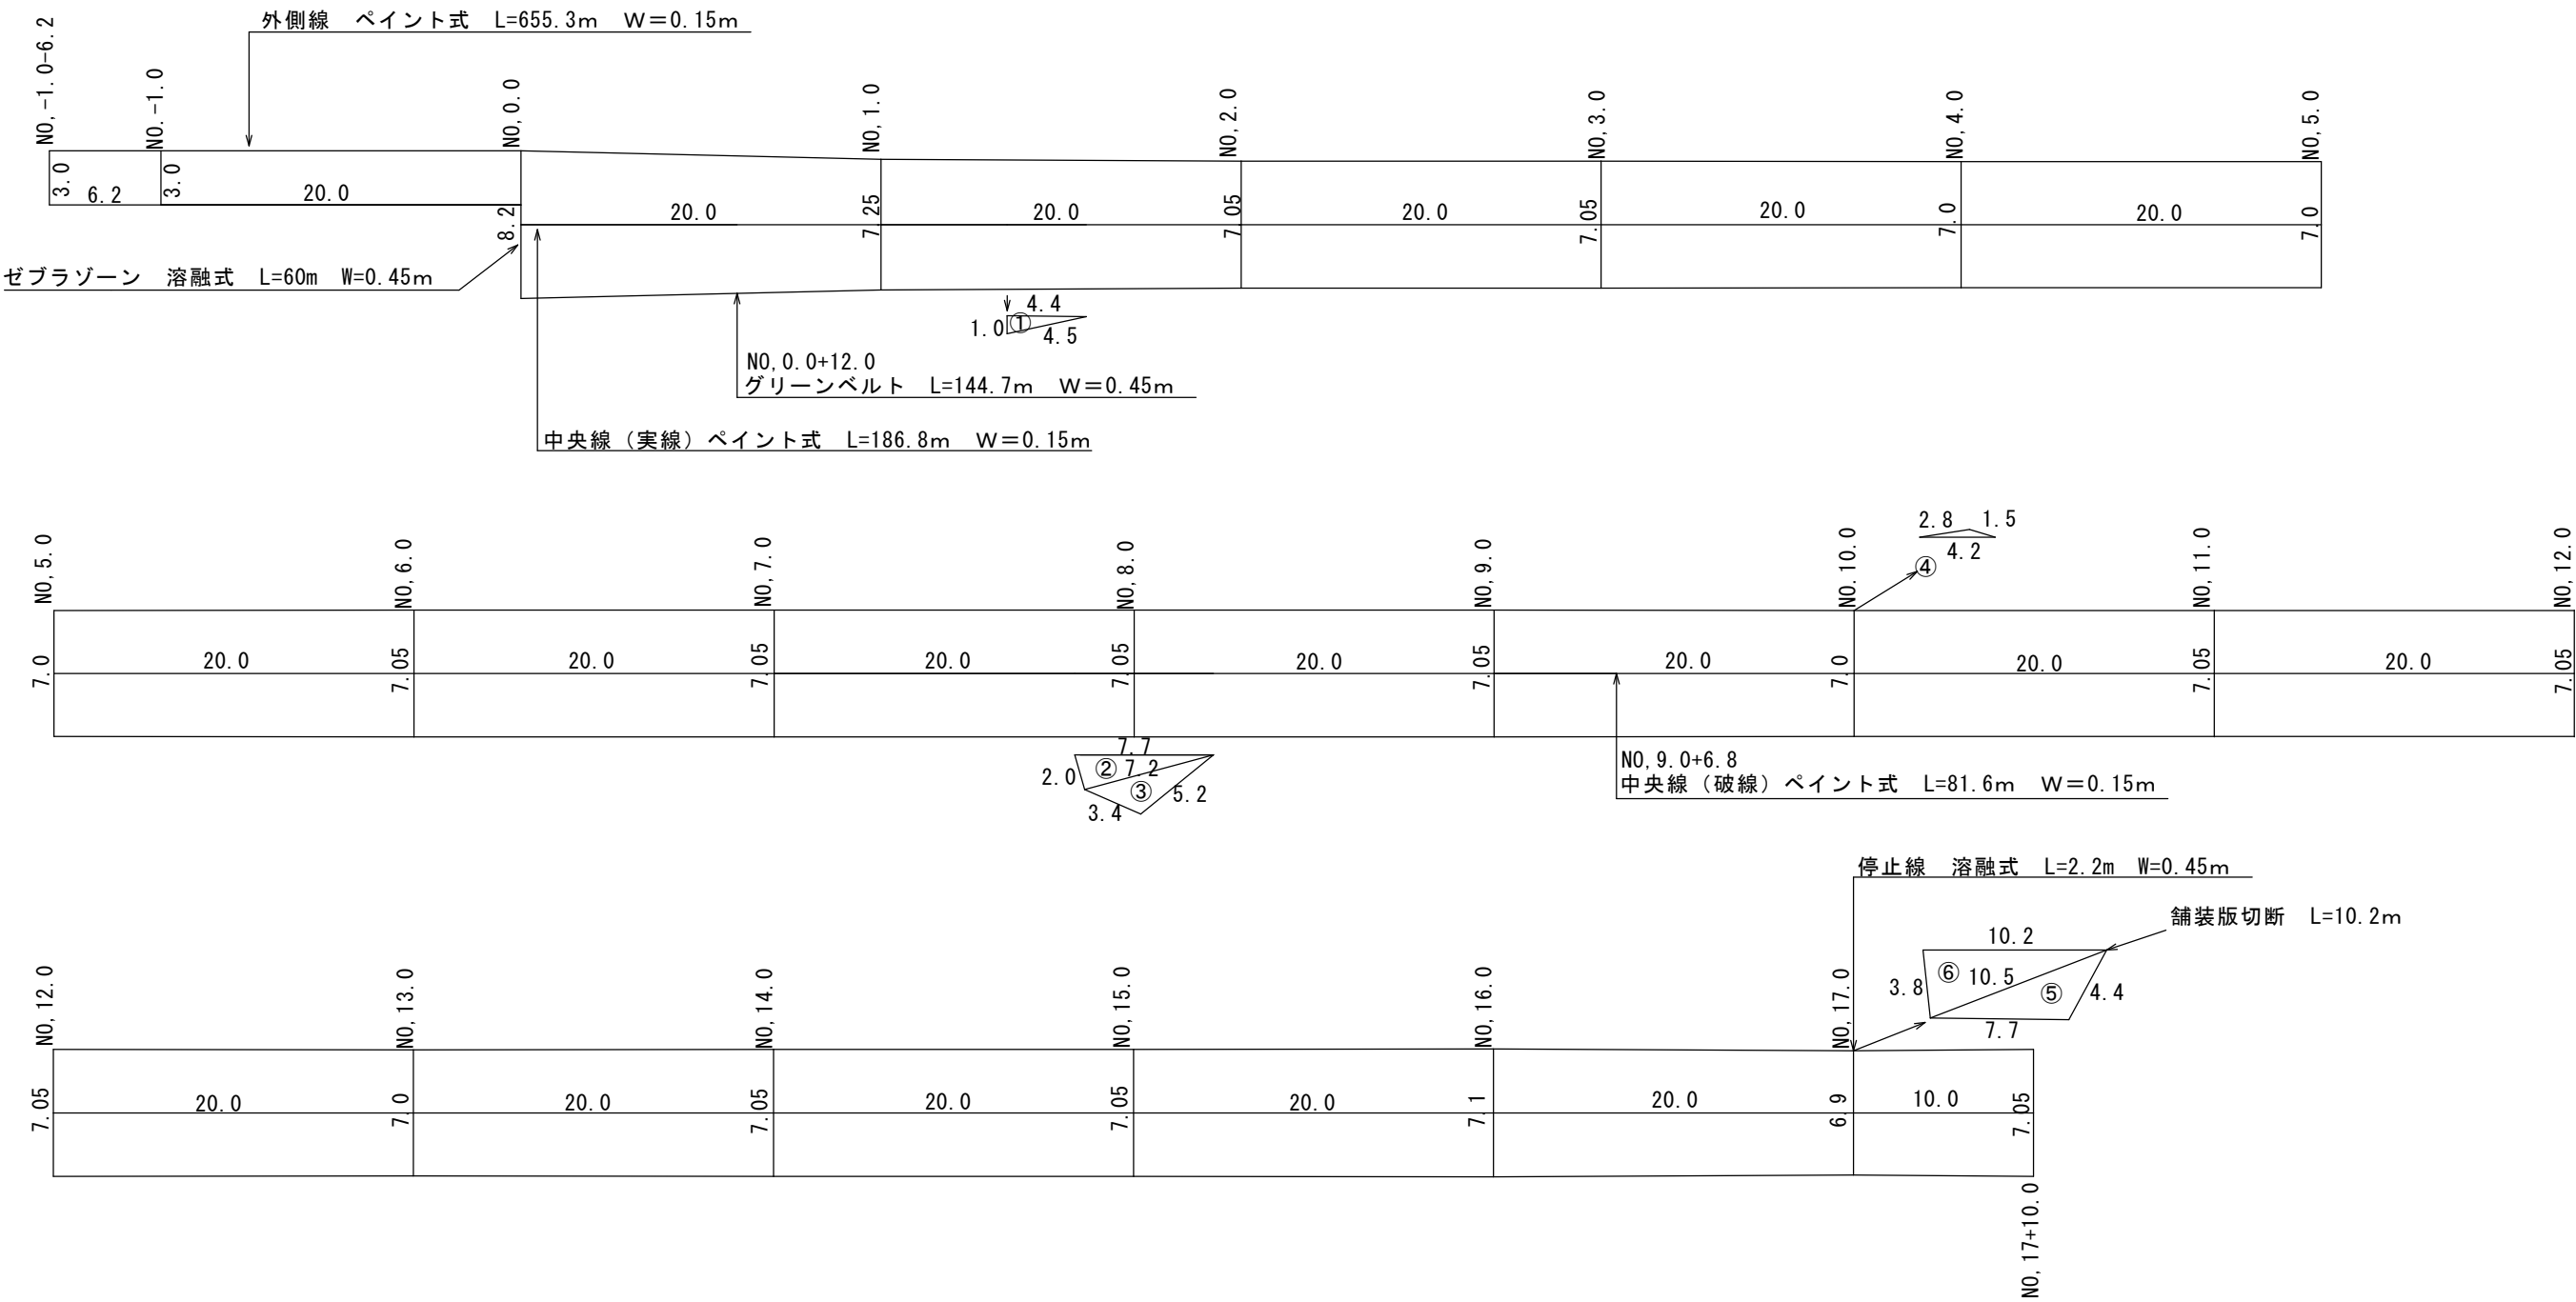 外側線　ペイント式　L=655.3m　W＝0.15m
NO,-1.0-6.2
NO.-1.0
NO,0.0
NO,1.0
NO,2.0
NO,3.0
NO,4.0
NO,5.0
3.0
6.2
3.0
20.0
8.2
20.0
7.25
20.0
7.05
20.0
7.05
20.0
7.0
20.0
7.0
ゼブラゾーン　溶融式　L=60m　W=0.45m
4.4
1.0
①
4.5
NO,0.0+12.0
グリーンベルト　L=144.7m　W＝0.45m
中央線（実線）ペイント式　L=186.8m　W＝0.15m
NO,5.0
NO,6.0
NO,7.0
NO,8.0
NO,9.0
NO.10.0
NO,11.0
NO,12.0
2.8
1.5
4.2
④
7.0
20.0
7.05
20.0
7.05
20.0
7.05
20.0
7.05
20.0
7.0
20.0
7.05
20.0
7.05
7.7
2.0
②
7.2
③
5.2
3.4
NO,9.0+6.8
中央線（破線）ペイント式　L=81.6m　W＝0.15m
停止線　溶融式　L=2.2m　W=0.45m
舗装版切断　L=10.2m
10.2
3.8
⑥
10.5
⑤
4.4
7.7
NO,12.0
NO,13.0
NO,14.0
NO,15.0
NO,16.0
NO,17.0
7.05
20.0
7.0
20.0
7.05
20.0
7.05
20.0
7.1
20.0
6.9
10.0
7.05
NO,17+10.0